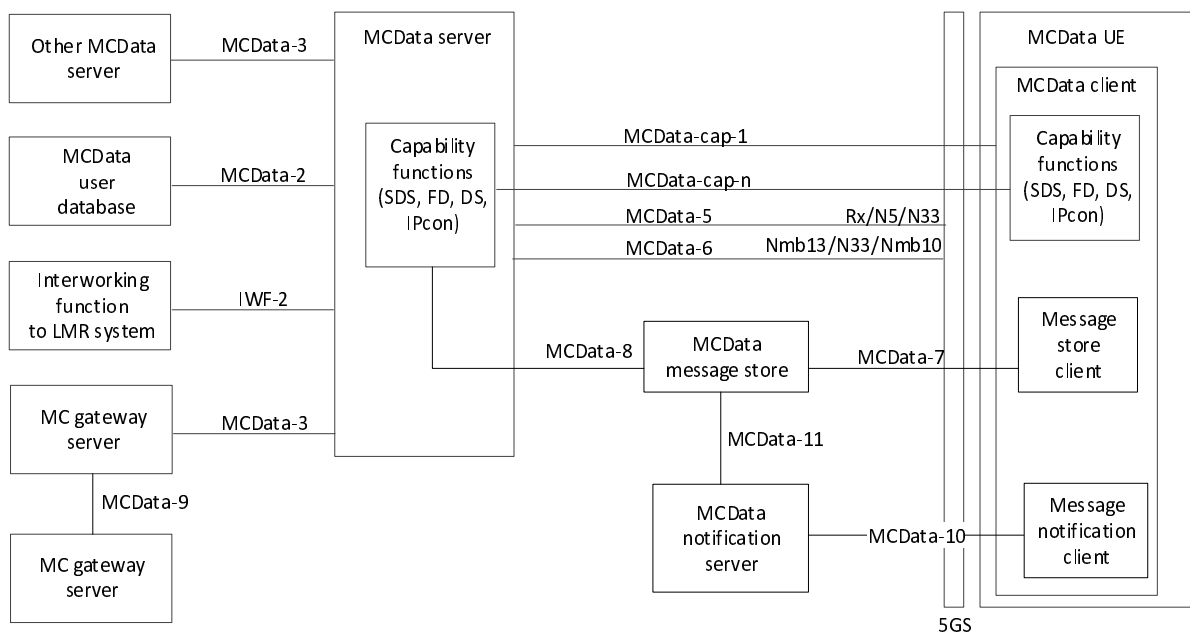 Other MCData
server
MCData-3
MCData server
MCData UE
MCData client
MCData
user
database
MCData-2
Capability
functions
(SDS, FD, DS,
IPcon)
MCData-cap-1
MCData-cap-n
MCData-5
Rx/N5/N33
MCData-6
Nmb13/N33/Nmb10
Capability
functions
(SDS, FD, DS,
IPcon)
Interworking
function
to LMR system
IWF-2
MCData-8
MCData
message store
MCData-7
Message
store
client
MC gateway
server
MCData-3
MCData-11
MCData-9
MC gateway
server
MCData
notification
server
MCData-10
Message
notification
client
5GS